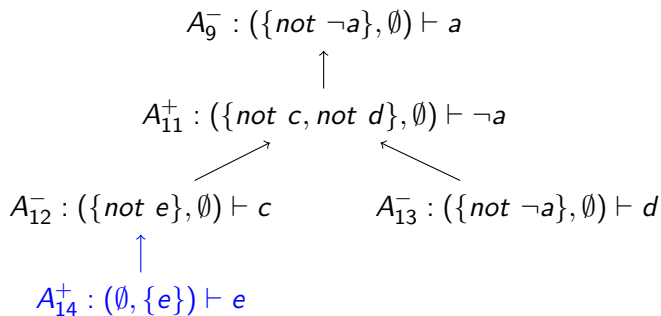 A₉⁻ : ({not ¬a}, ∅) ⊢ a
A₁₁⁺ : ({not c, not d}, ∅) ⊢ ¬a
A₁₂⁻ : ({not e}, ∅) ⊢ c A₁₃⁻ : ({not ¬a}, ∅) ⊢ d
A₁₄⁺ : (∅, {e}) ⊢ e